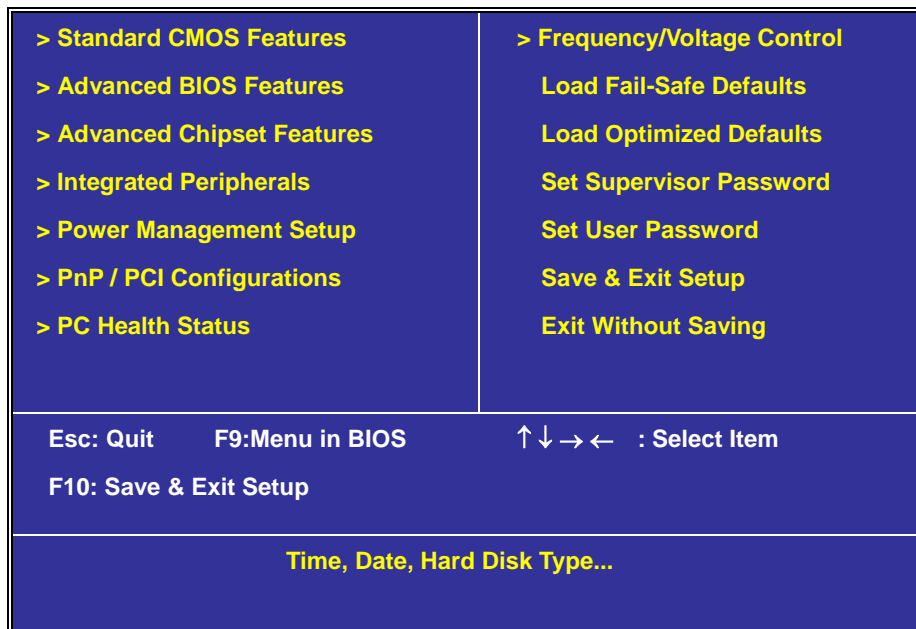 > Standard CMOS Features
> Advanced BIOS Features
> Advanced Chipset Features
> Integrated Peripherals
> Power Management Setup
> PnP / PCI Configurations
> PC Health Status
> Frequency/Voltage Control
Load Fail-Safe Defaults
Load Optimized Defaults
Set Supervisor Password
Set User Password
Save & Exit Setup
Exit Without Saving
Esc: Quit F9:Menu in BIOS ↑↓→← : Select Item
F10: Save & Exit Setup
Time, Date, Hard Disk Type...